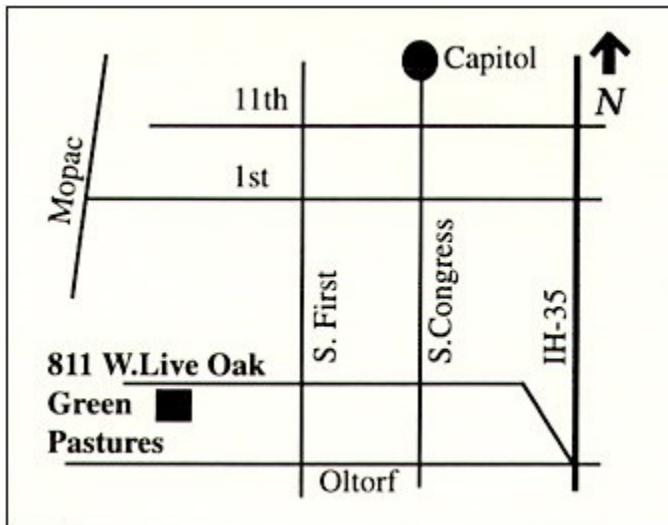 Capitol
N
11th
Mopac
1st
S. First
S.Congress
IH-35
811 W.Live Oak
Green
Pastures
Oltorf